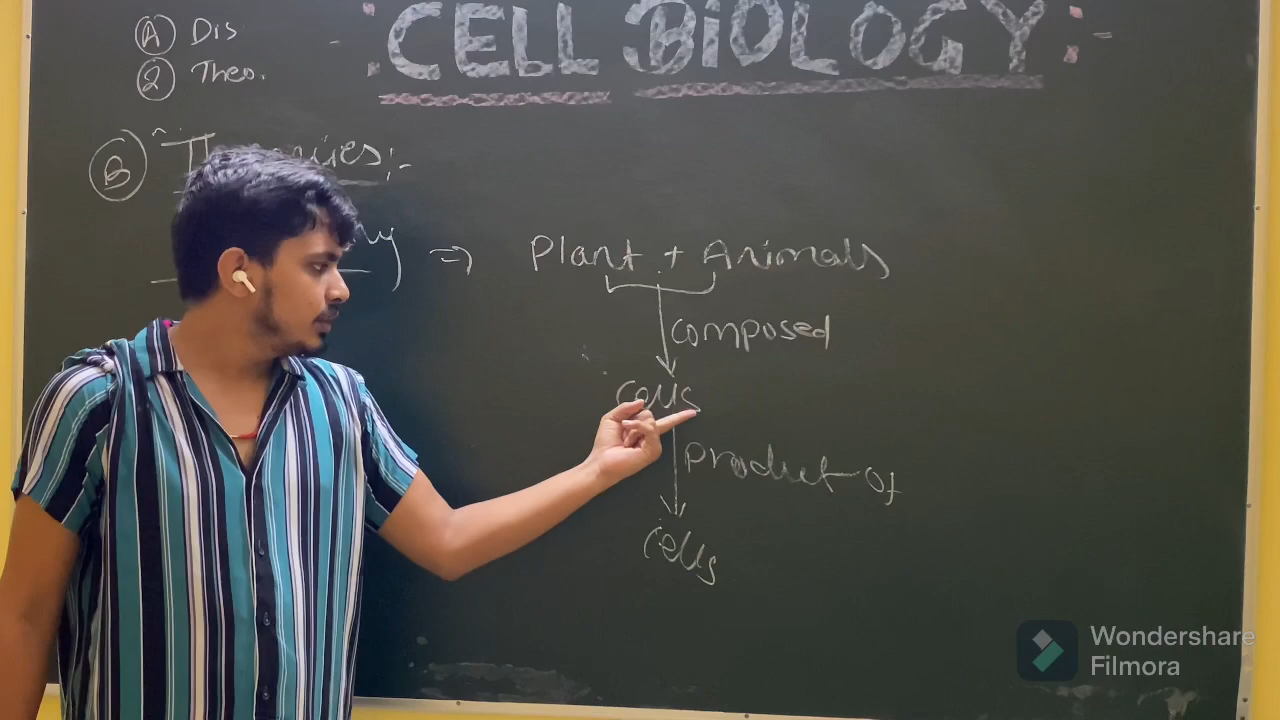 : CELL BIOLOGY : -
(A) Dis
(2) Theo.
(B) Theories:-
=> Plant + Animals
composed
cells
product of
cells
Wondershare
Filmora